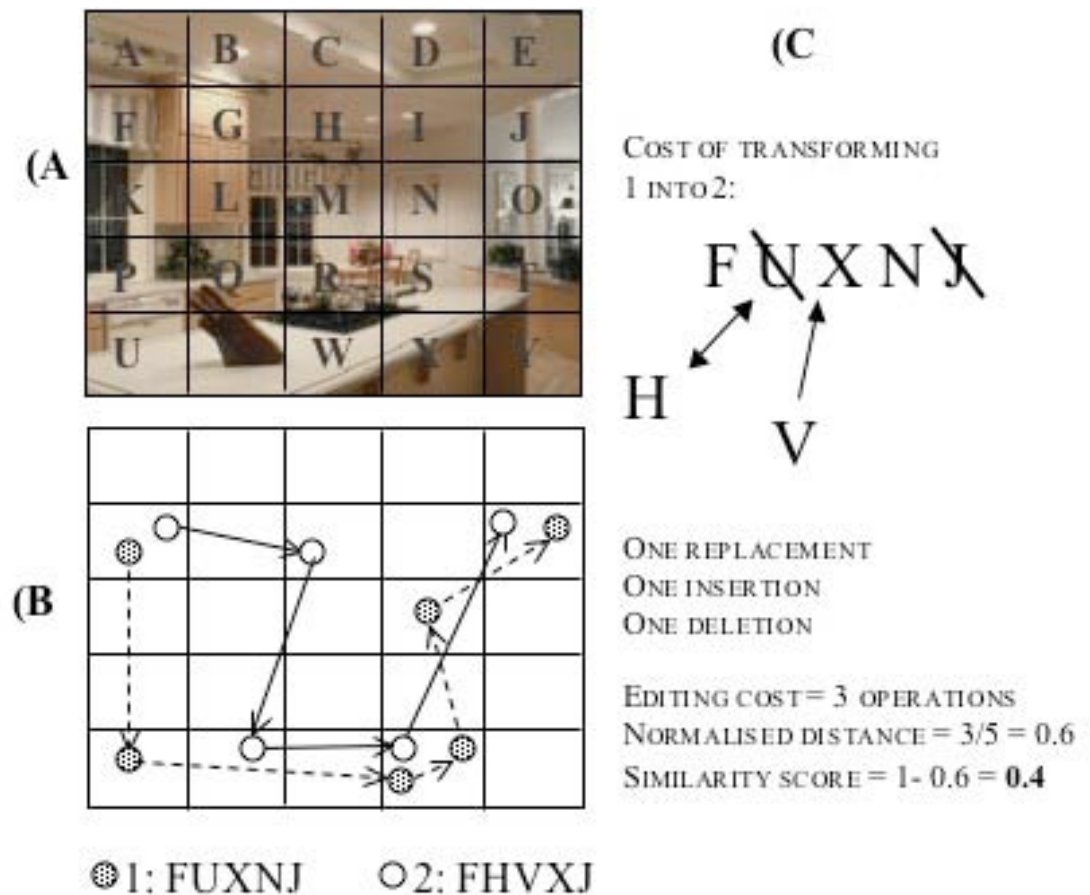 (A
A B C D E
F G H I J
K L M N O
P Q R S T
U W X Y
(B
1: FUXNJ 2: FHVXJ
(C
COST OF TRANSFORMING
1 INTO 2:
F U X N J
H
V
ONE REPLACEMENT
ONE INSERTION
ONE DELETION
EDITING COST = 3 OPERATIONS
NORMALISED DISTANCE = 3/5 = 0.6
SIMILARITY SCORE = 1- 0.6 = 0.4